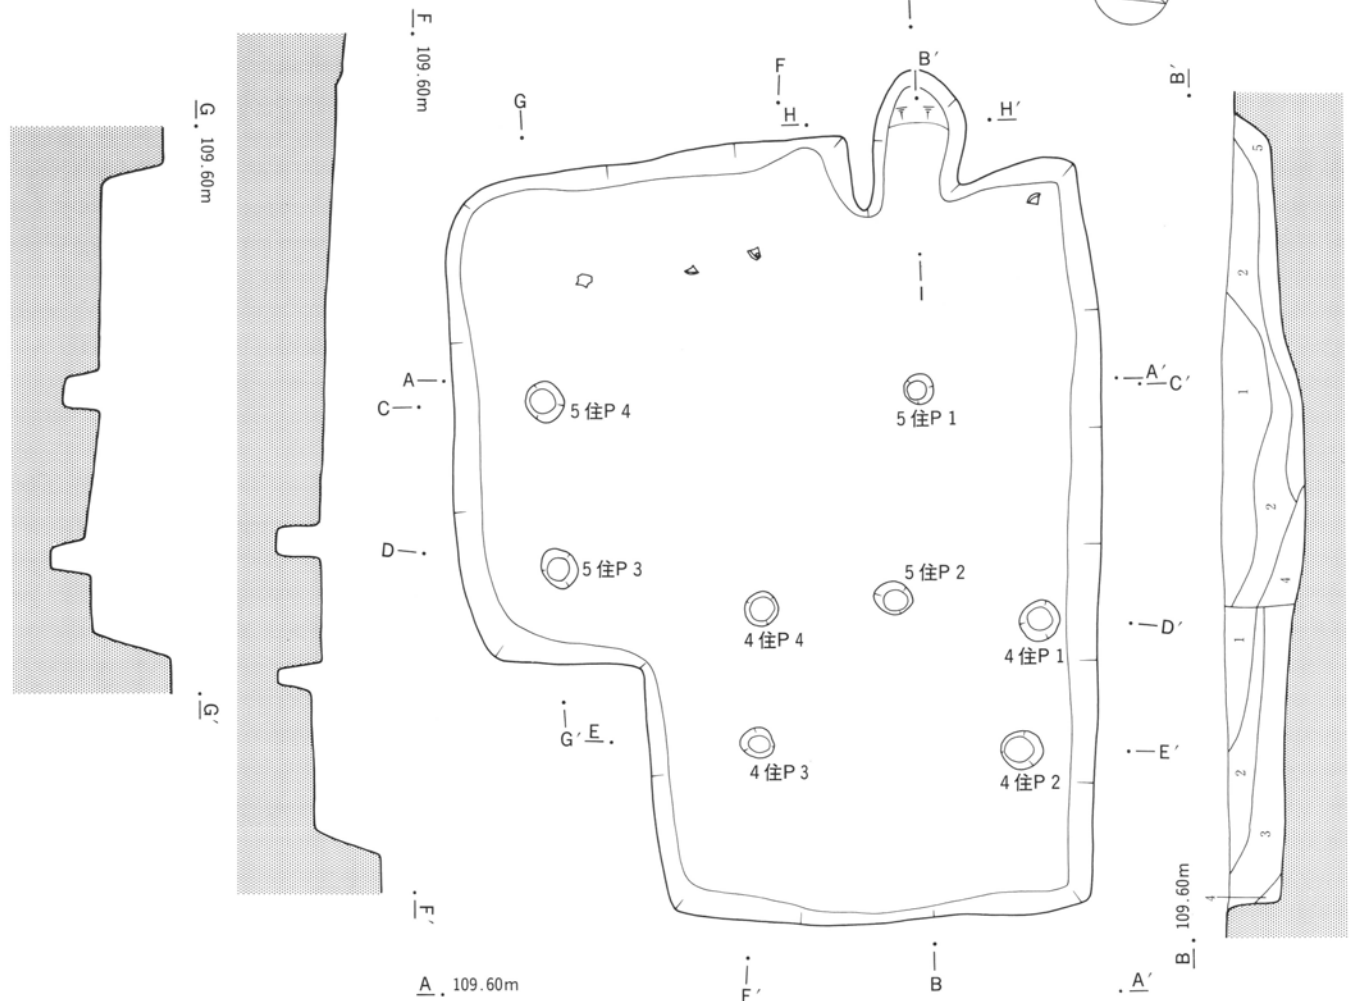 F 109.60m
G 109.60m
G
F
H
B′
H′
B′
5
2
1
2
4
1
2
3
4
I
A
A′
C
C′
5住P4
5住P1
D
5住P3
5住P2
4住P4
4住P1
D′
G′
E
E′
4住P3
4住P2
G′
F′
B 109.60m
A 109.60m
F′
B
A′